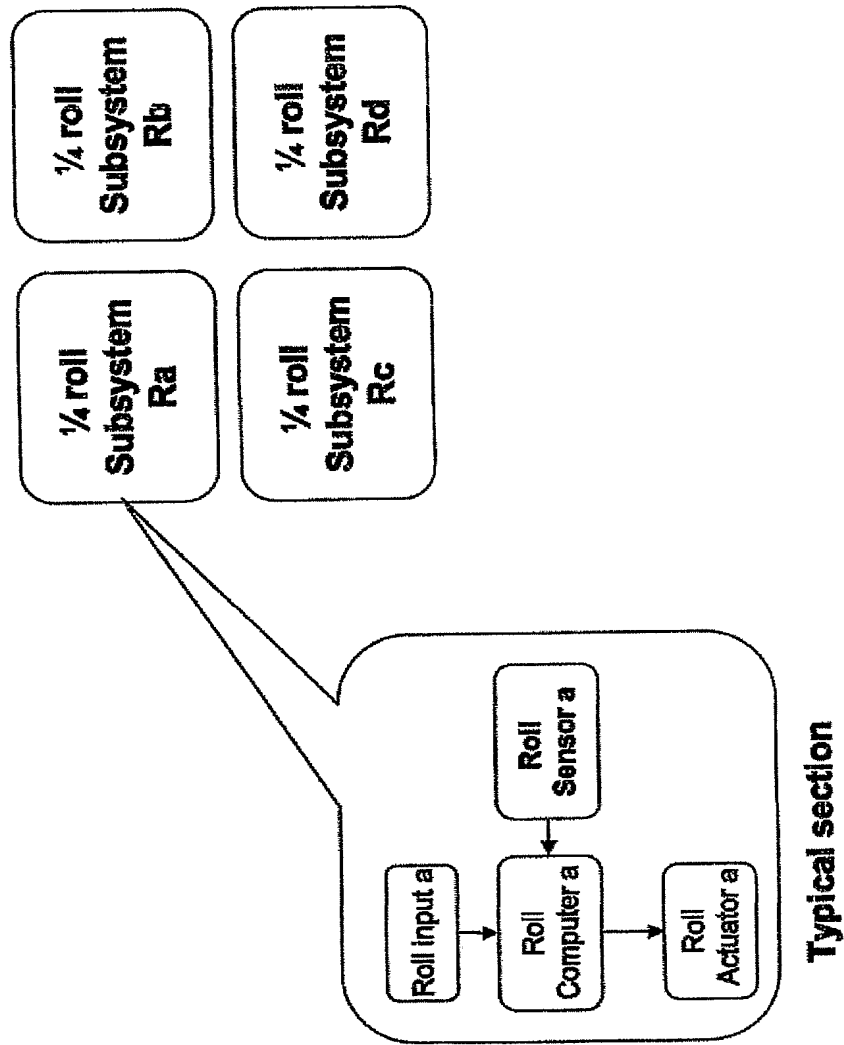 ¼ roll
Subsystem
Ra
¼ roll
Subsystem
Rb
¼ roll
Subsystem
Rc
¼ roll
Subsystem
Rd
Roll input a
Roll
Computer a
Roll
Sensor a
Roll
Actuator a
Typical section